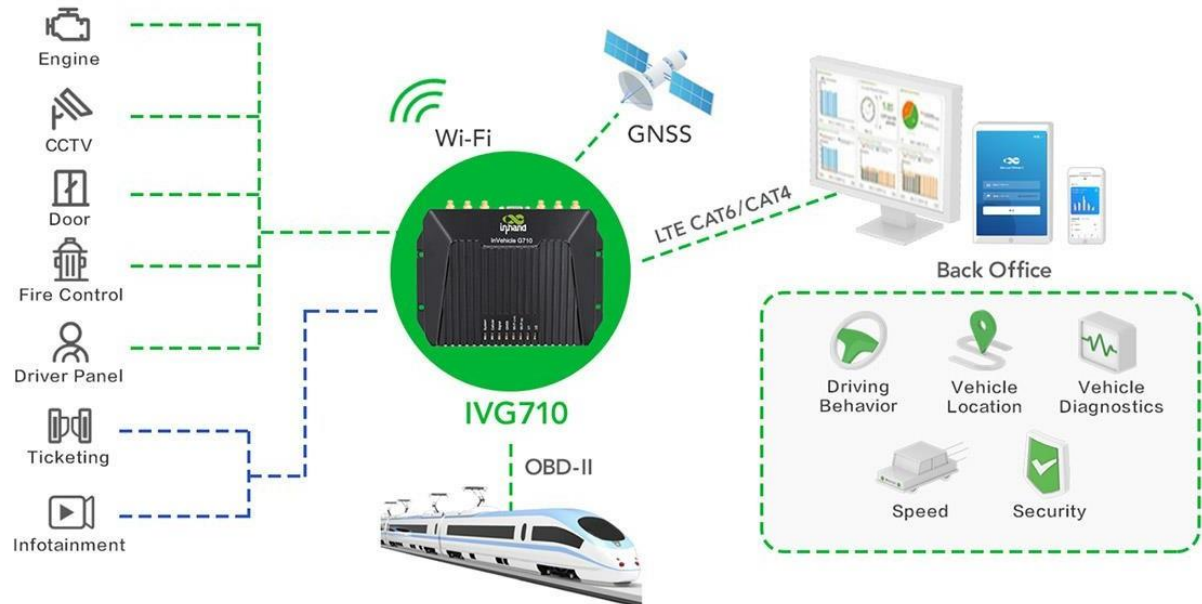 Engine
CCTV
Door
Fire Control
Driver Panel
Ticketing
Infotainment
Wi-Fi
GNSS
inhand
InVehicle G710
IVG710
OBD-II
LTE CAT6/CAT4
Back Office
Driving
Behavior
Vehicle
Location
Vehicle
Diagnostics
Speed
Security